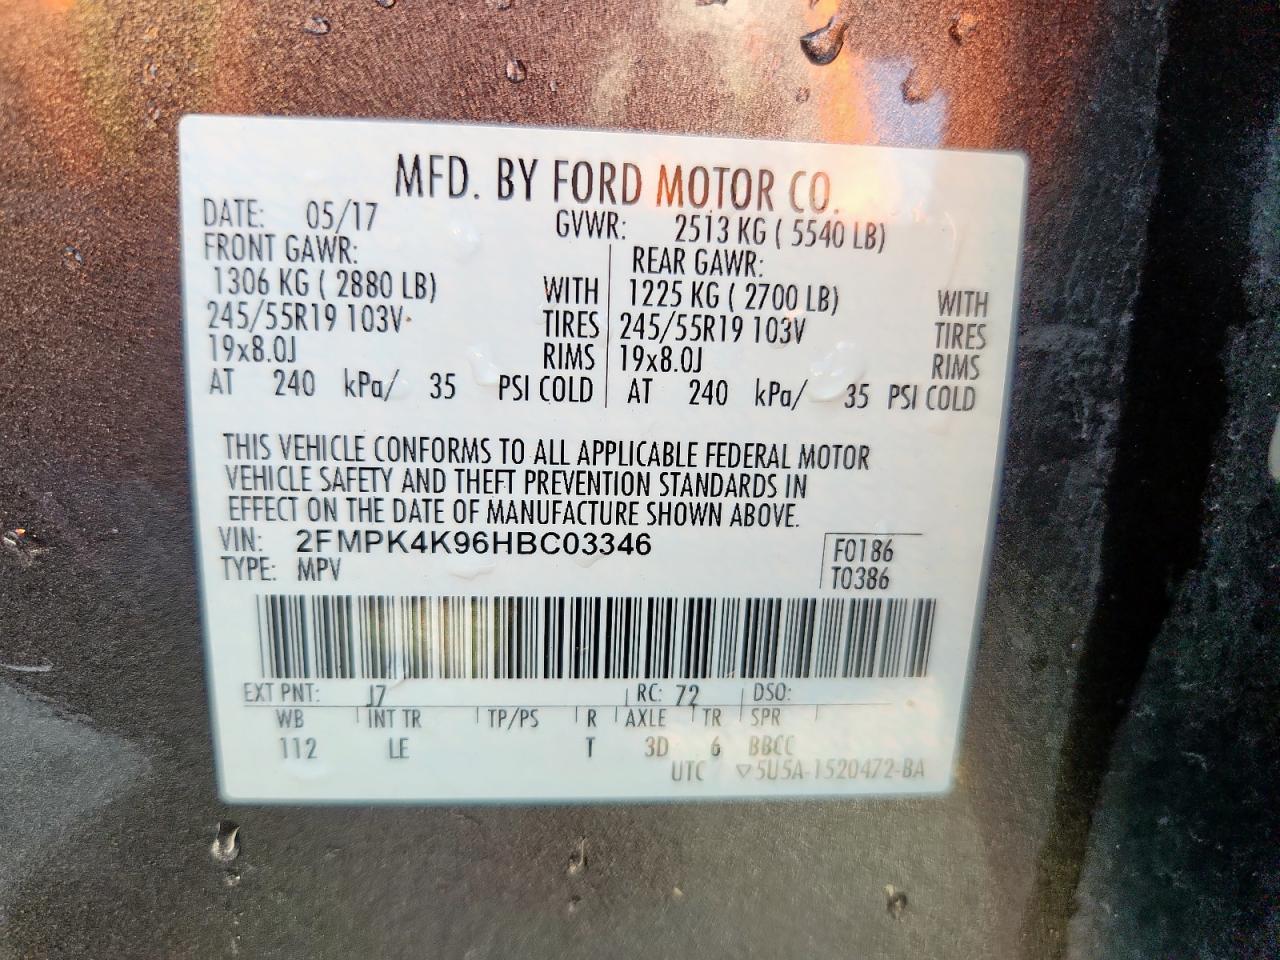 MFD. BY FORD MOTOR CO.
DATE: 05/17 GVWR: 2513 KG ( 5540 LB)
FRONT GAWR: REAR GAWR:
1306 KG ( 2880 LB) WITH 1225 KG ( 2700 LB) WITH
245/55R19 103V TIRES 245/55R19 103V TIRES
19x8.0J RIMS 19x8.0J RIMS
AT 240 kPa/ 35 PSI COLD AT 240 kPa/ 35 PSI COLD
THIS VEHICLE CONFORMS TO ALL APPLICABLE FEDERAL MOTOR
VEHICLE SAFETY AND THEFT PREVENTION STANDARDS IN
EFFECT ON THE DATE OF MANUFACTURE SHOWN ABOVE.
VIN: 2FMPK4K96HBC03346 F0186
TYPE: MPV T0386
EXT PNT: J7 RC: 72 DSO:
WB INT TR TP/PS R AXLE TR SPR
112 LE T 3D 6 BBCC
UTC ▽5U5A-1520472-BA